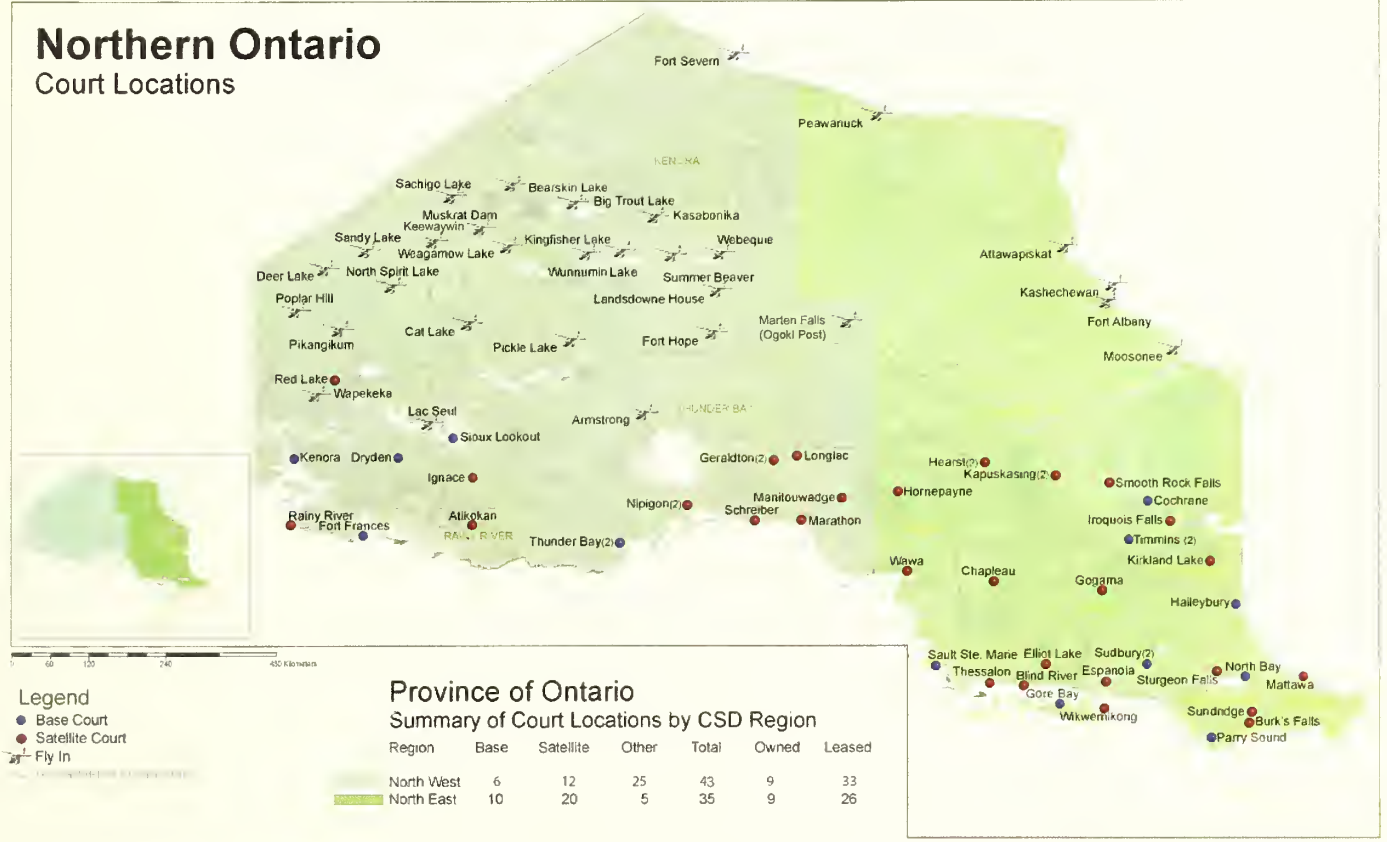 Northern Ontario
Court Locations
Fort Severn
Peawanuck
Sachigo Lake
Bearskin Lake
Big Trout Lake
Muskrat Dam
Kasabonika
Keewaywin
Sandy Lake
Kingfisher Lake
Webequie
Weagamow Lake
Attawapiskat
Deer Lake
North Spirit Lake
Wunnumin Lake
Summer Beaver
Kashechewan
Poplar Hill
Landsdowne House
Fort Albany
Cat Lake
Marten Falls
(Ogoki Post)
Pikangikum
Pickle Lake
Fort Hope
Moosonee
Red Lake
Wapekeka
Lac Seul
Armstrong
Sioux Lookout
Kenora
Dryden
Geraldton(2)
Longlac
Hearst(2)
Ignace
Kapuskasing(2)
Smooth Rock Falls
Hornepayne
Manitouwadge
Cochrane
Nipigon(2)
Schreiber
Marathon
Rainy River
Atikokan
Fort Frances
RAINY RIVER
Iroquois Falls
Thunder Bay(2)
Timmins (2)
Wawa
Kirkland Lake
Chapleau
Gogama
Haileybury
Sault Ste. Marie
Elliot Lake
Sudbury(2)
Thessalon
Blind River
Espanola
Sturgeon Falls
North Bay
Mattawa
Gore Bay
Wikwemikong
Sundridge
Burk's Falls
Parry Sound
0 60 120 240 480 Kilometers
Legend
Base Court
Satellite Court
Fly In
Province of Ontario
Summary of Court Locations by CSD Region
Region Base Satellite Other Total Owned Leased
North West 6 12 25 43 9 33
North East 10 20 5 35 9 26